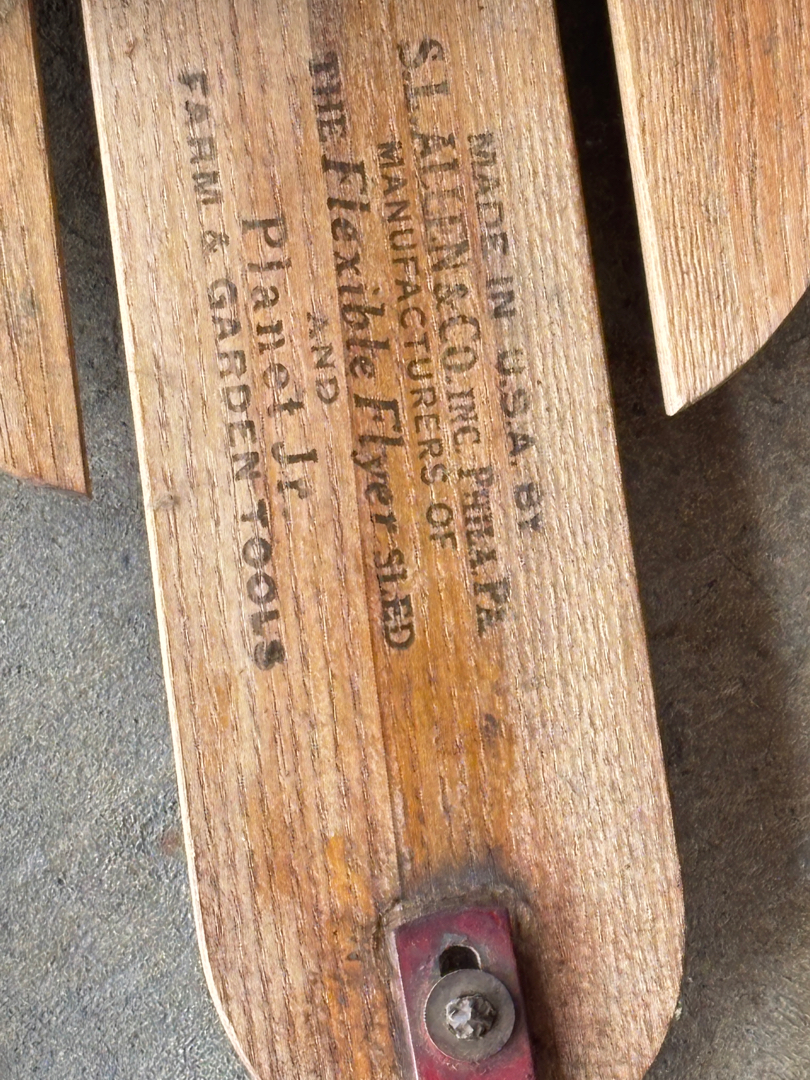 MADE IN U.S.A. BY
S.L. ALLEN & CO. INC. PHILA. PA.
MANUFACTURERS OF
THE Flexible Flyer SLED
AND
Planet Jr.
FARM & GARDEN TOOLS